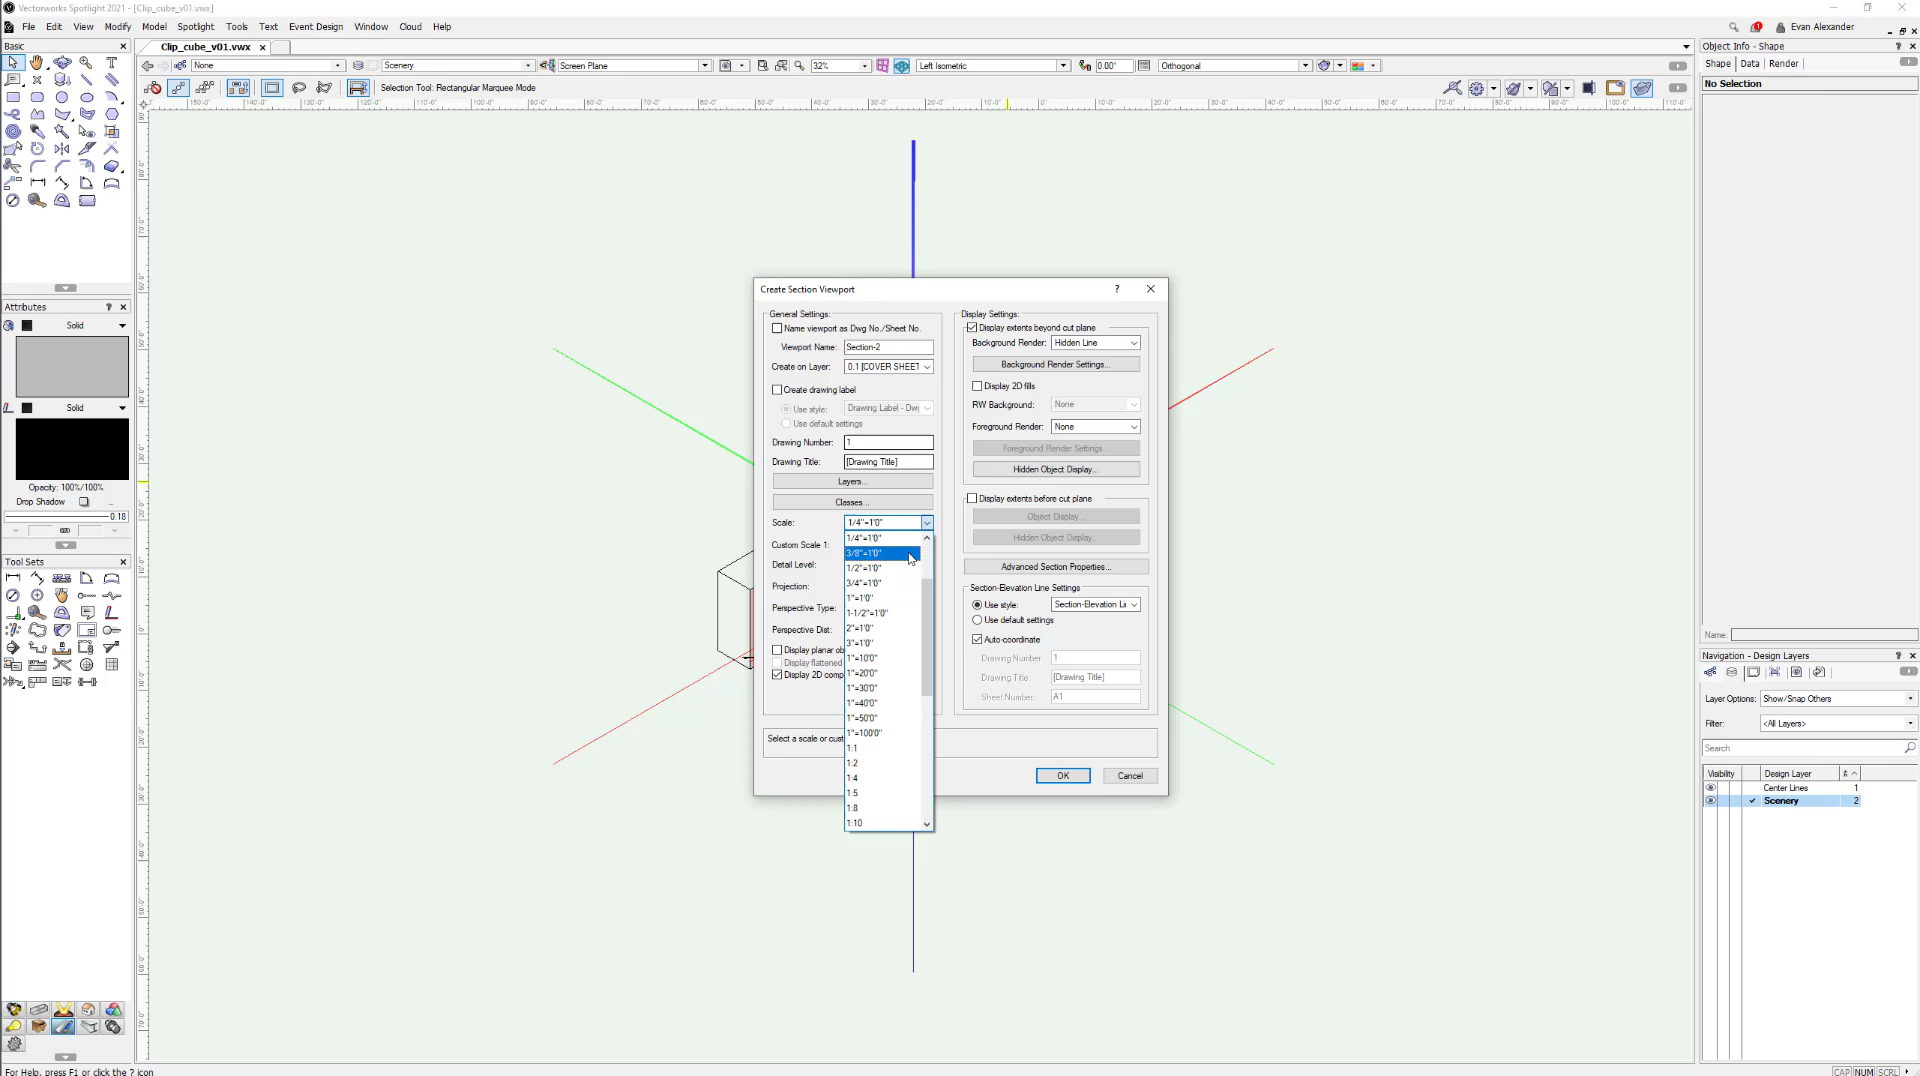 Vectorworks Spotlight 2021 - [Clip_cube_v01.vwx]
File Edit View Modify Model Spotlight Tools Text Event Design Window Cloud Help
Evan Alexander
Basic
Clip_cube_v01.vwx
Object Info - Shape
None
Scenery
Screen Plane
32%
Left Isometric
0.00°
Orthogonal
Shape Data Render
Selection Tool: Rectangular Marquee Mode
No Selection
Attributes
Solid
Solid
Opacity: 100%/100%
Drop Shadow
0.18
Tool Sets
Create Section Viewport
General Settings:
Name viewport as Dwg No./Sheet No.
Viewport Name: Section-2
Create on Layer: 0.1 [COVER SHEET
Create drawing label
Use style: Drawing Label - Dw
Use default settings
Drawing Number: 1
Drawing Title: [Drawing Title]
Layers...
Classes...
Scale: 1/4"=1'0"
Custom Scale 1:
Detail Level:
Projection:
Perspective Type:
Perspective Dist:
Display planar ob
Display flattened
Display 2D comp
1/4"=1'0"
3/8"=1'0"
1/2"=1'0"
3/4"=1'0"
1"=1'0"
1-1/2"=1'0"
2"=1'0"
3"=1'0"
1"=10'0"
1"=20'0"
1"=30'0"
1"=40'0"
1"=50'0"
1"=100'0"
1:1
1:2
1:4
1:5
1:8
1:10
Select a scale or cust
Display Settings:
Display extents beyond cut plane
Background Render: Hidden Line
Background Render Settings...
Display 2D fills
RW Background: None
Foreground Render: None
Foreground Render Settings...
Hidden Object Display...
Display extents before cut plane
Object Display...
Hidden Object Display...
Advanced Section Properties...
Section-Elevation Line Settings
Use style: Section-Elevation Li
Use default settings
Auto-coordinate
Drawing Number: 1
Drawing Title: [Drawing Title]
Sheet Number: A1
OK Cancel
Name:
Navigation - Design Layers
Layer Options: Show/Snap Others
Filter: <All Layers>
Search
Visibility Design Layer #
Center Lines 1
Scenery 2
For Help, press F1 or click the ? icon
CAP NUM SCRL